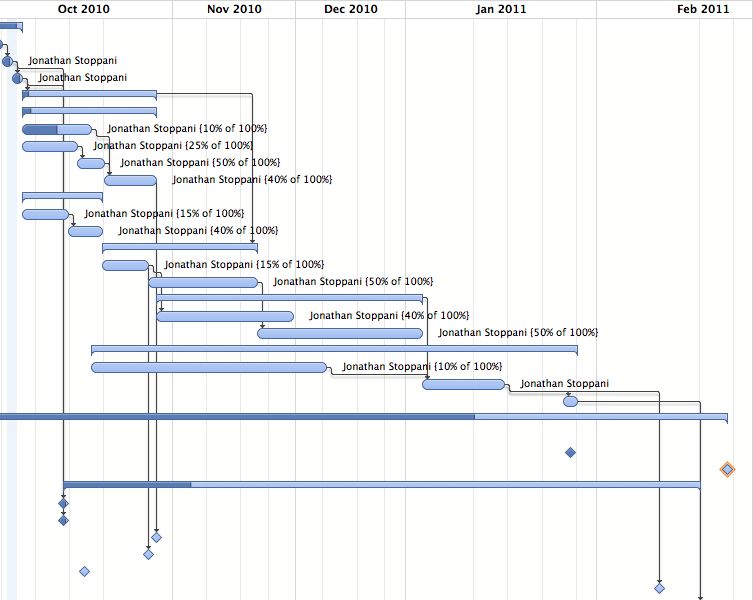 Oct 2010 Nov 2010 Dec 2010 Jan 2011 Feb 2011
Jonathan Stoppani
Jonathan Stoppani
Jonathan Stoppani {10% of 100%}
Jonathan Stoppani {25% of 100%}
Jonathan Stoppani {50% of 100%}
Jonathan Stoppani {40% of 100%}
Jonathan Stoppani {15% of 100%}
Jonathan Stoppani {40% of 100%}
Jonathan Stoppani {15% of 100%}
Jonathan Stoppani {50% of 100%}
Jonathan Stoppani {40% of 100%}
Jonathan Stoppani {50% of 100%}
Jonathan Stoppani {10% of 100%}
Jonathan Stoppani